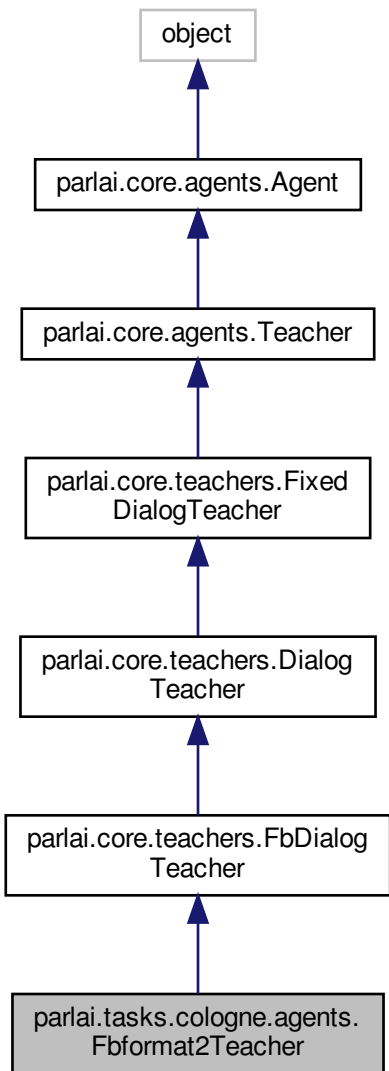 object
parlai.core.agents.Agent
parlai.core.agents.Teacher
parlai.core.teachers.Fixed
DialogTeacher
parlai.core.teachers.Dialog
Teacher
parlai.core.teachers.FbDialog
Teacher
parlai.tasks.cologne.agents.
Fbformat2Teacher